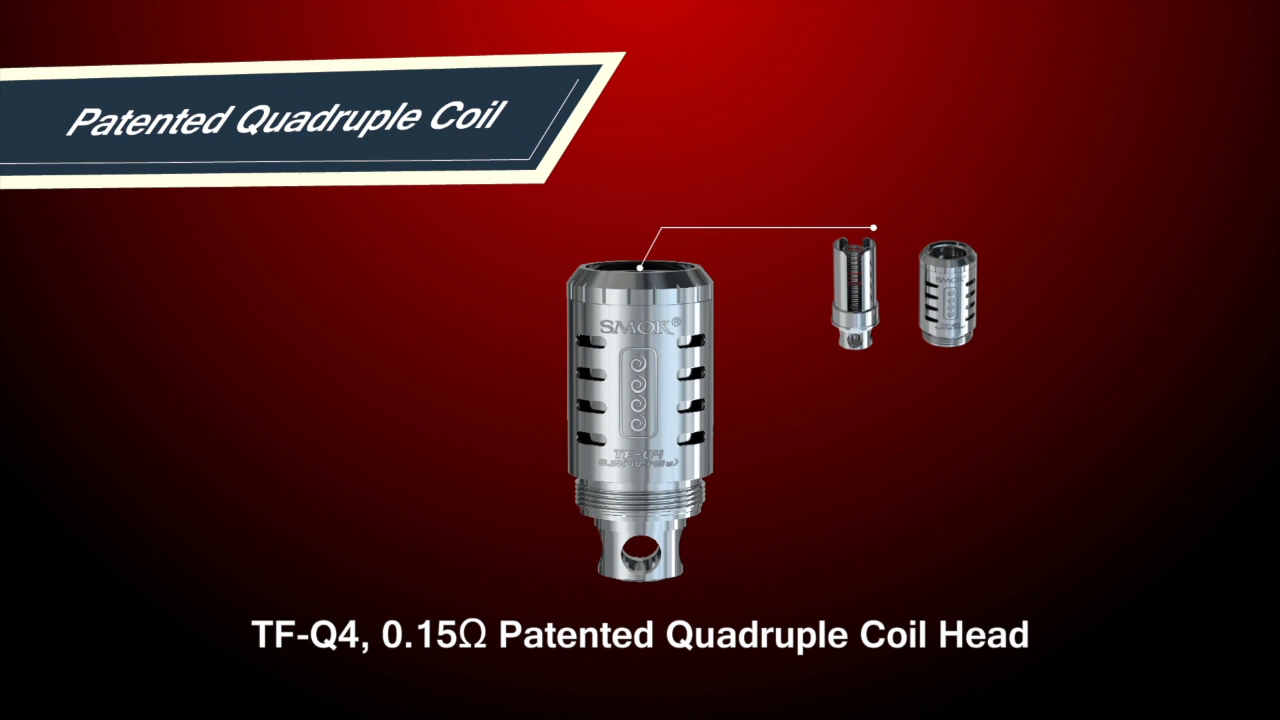 Patented Quadruple Coil
SMOK®
TF-Q4
TF-Q4, 0.15Ω Patented Quadruple Coil Head